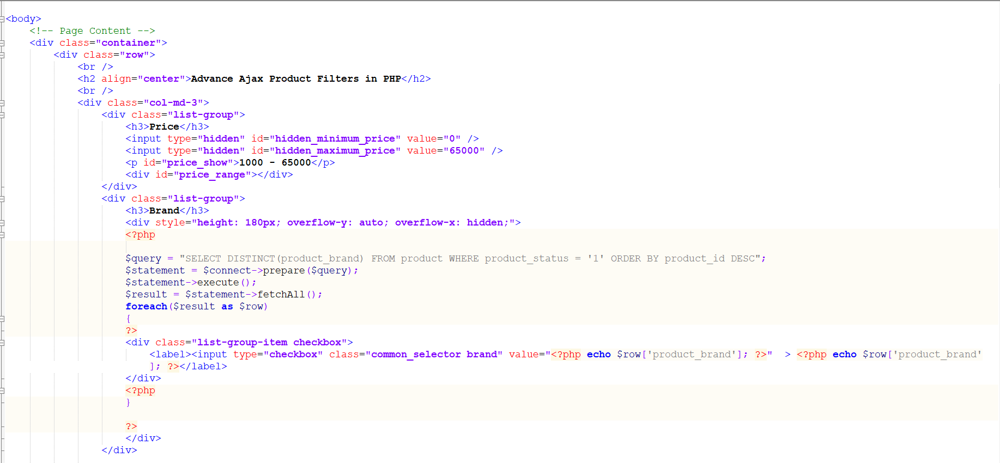 <body>
<!-- Page Content -->
<div class="container">
<div class="row">
<br />
<h2 align="center">Advance Ajax Product Filters in PHP</h2>
<br />
<div class="col-md-3">
<div class="list-group">
<h3>Price</h3>
<input type="hidden" id="hidden_minimum_price" value="0" />
<input type="hidden" id="hidden_maximum_price" value="65000" />
<p id="price_show">1000 - 65000</p>
<div id="price_range"></div>
</div>
<div class="list-group">
<h3>Brand</h3>
<div style="height: 180px; overflow-y: auto; overflow-x: hidden;">
<?php
$query = "SELECT DISTINCT(product_brand) FROM product WHERE product_status = '1' ORDER BY product_id DESC";
$statement = $connect->prepare($query);
$statement->execute();
$result = $statement->fetchAll();
foreach($result as $row)
{
?>
<div class="list-group-item checkbox">
<label><input type="checkbox" class="common_selector brand" value="<?php echo $row['product_brand']; ?>"  > <?php echo $row['product_brand'
]; ?></label>
</div>
<?php
}
?>
</div>
</div>